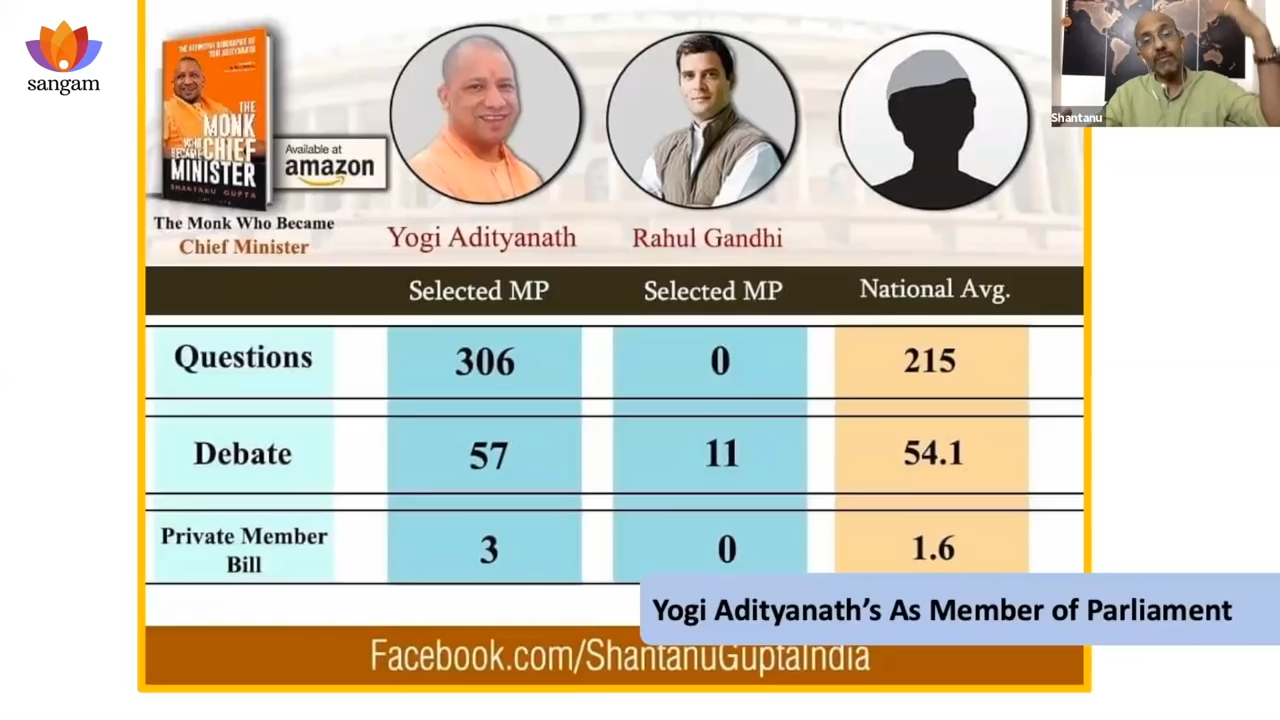 sangam
THE DEFINITIVE BIOGRAPHY OF
YOGI ADITYANATH
THE
MONK
WHO
BECAME CHIEF
MINISTER
SHANTANU GUPTA
Available at
amazon
The Monk Who Became
Chief Minister
Yogi Adityanath
Rahul Gandhi
Shantanu
Selected MP
Selected MP
National Avg.
Questions
306
0
215
Debate
57
11
54.1
Private Member
Bill
3
0
1.6
Yogi Adityanath's As Member of Parliament
Facebook.com/ShantanuGuptaIndia